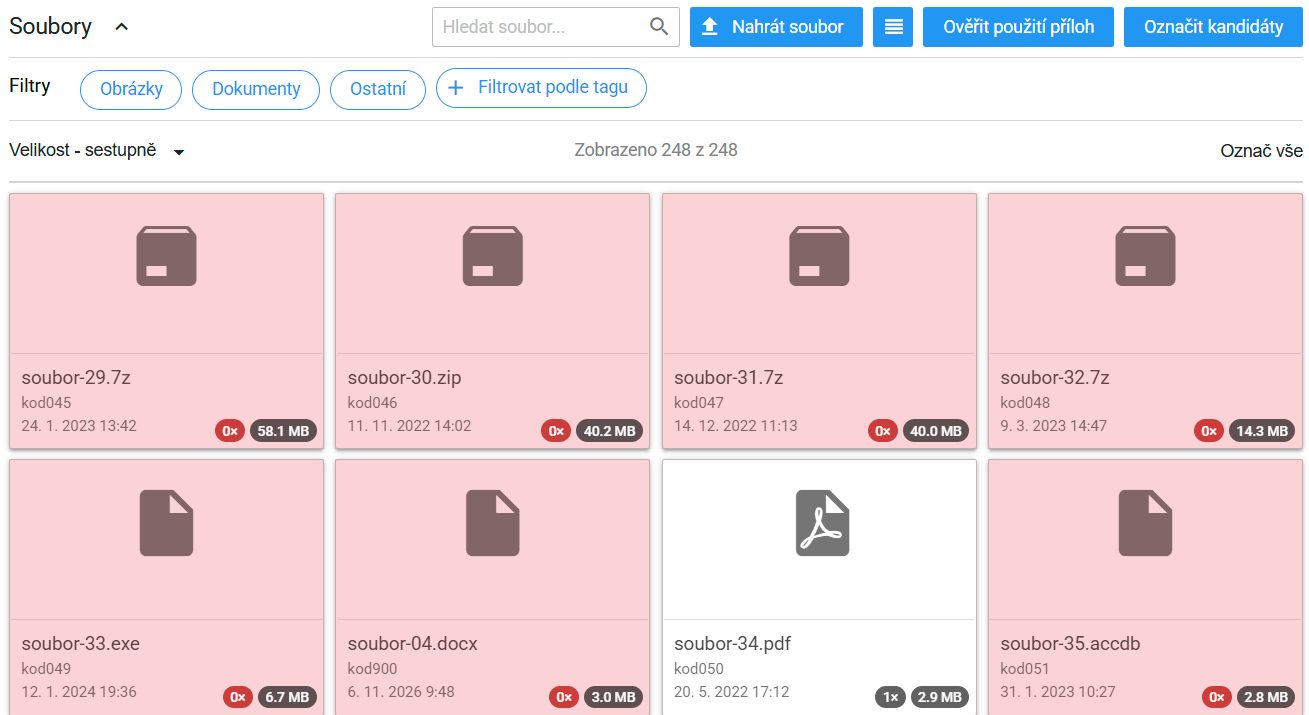 Soubory
Hledat soubor...
Nahrát soubor
Ověřit použití příloh
Označit kandidáty
Filtry
Obrázky
Dokumenty
Ostatní
Filtrovat podle tagu
Velikost - sestupně
Zobrazeno 248 z 248
Označ vše
soubor-29.7z
kod045
24. 1. 2023 13:42
0×
58.1 MB
soubor-30.zip
kod046
11. 11. 2022 14:02
0×
40.2 MB
soubor-31.7z
kod047
14. 12. 2022 11:13
0×
40.0 MB
soubor-32.7z
kod048
9. 3. 2023 14:47
0×
14.3 MB
soubor-33.exe
kod049
12. 1. 2024 19:36
0×
6.7 MB
soubor-04.docx
kod900
6. 11. 2026 9:48
0×
3.0 MB
soubor-34.pdf
kod050
20. 5. 2022 17:12
1×
2.9 MB
soubor-35.accdb
kod051
31. 1. 2023 10:27
0×
2.8 MB